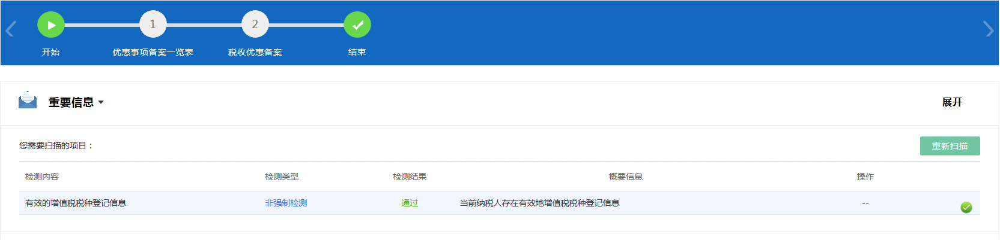 1 2
开始 优惠事项备案一览表 税收优惠备案 结束
重要信息 展开
您需要扫描的项目： 重新扫描
检测内容 检测类型 检测结果 概要信息 操作
有效的增值税税种登记信息 非强制检测 通过 当前纳税人存在有效地增值税税种登记信息 --